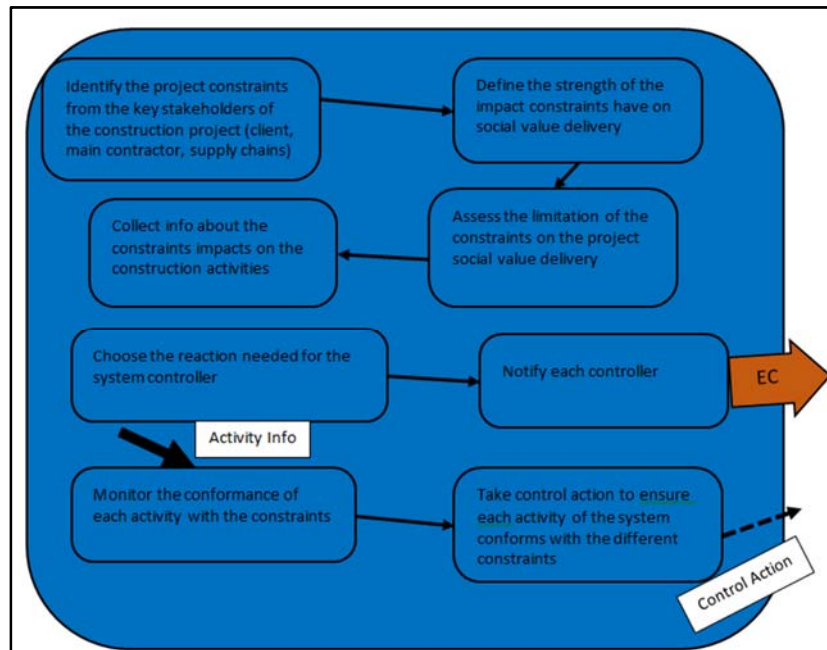 Identify the project constraints
from the key stakeholders of
the construction project (client,
main contractor, supply chains)
Define the strength of the
impact constraints have on
social value delivery
Assess the limitation of the
constraints on the project
social value delivery
Collect info about the
constraints impacts on the
construction activities
Choose the reaction needed for the
system controller
Notify each controller
EC
Activity Info
Monitor the conformance of
each activity with the constraints
Take control action to ensure
each activity of the system
conforms with the different
constraints
Control Action